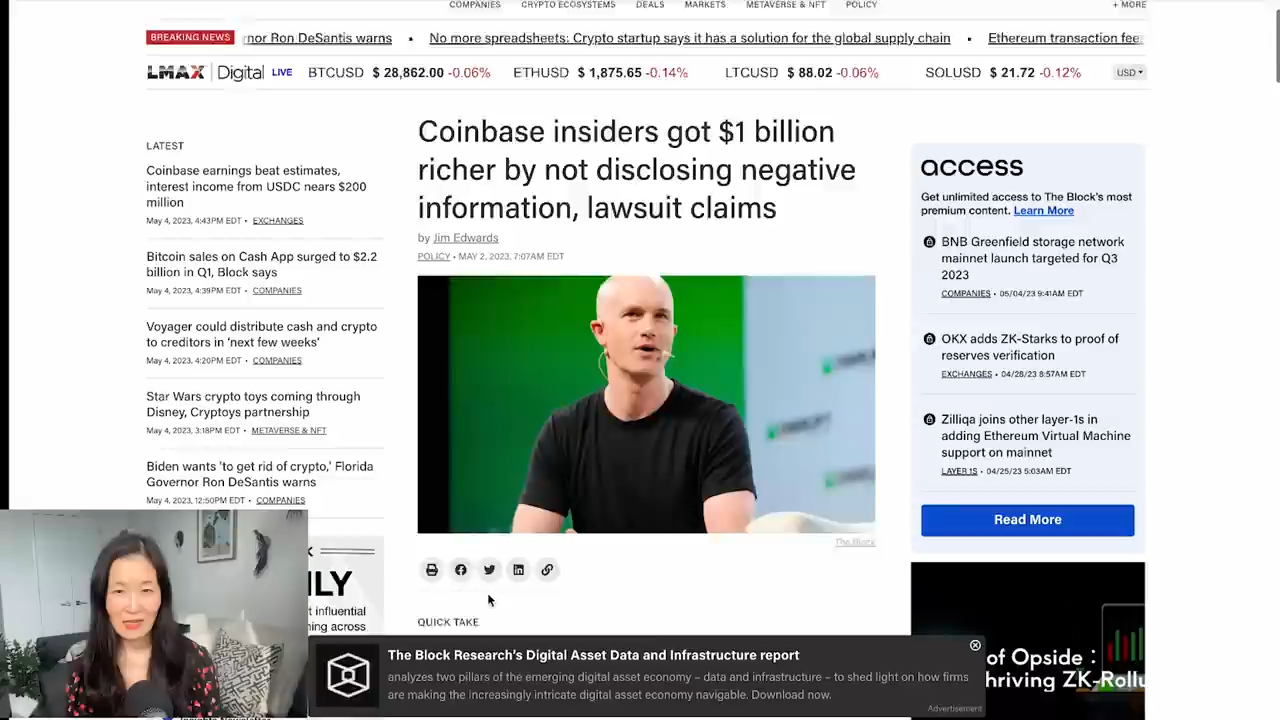 COMPANIES CRYPTO ECOSYSTEMS DEALS MARKETS METAVERSE & NFT POLICY + MORE
BREAKING NEWS nor Ron DeSantis warns • No more spreadsheets: Crypto startup says it has a solution for the global supply chain • Ethereum transaction fee
LMAX Digital LIVE BTCUSD $ 28,862.00 -0.06% ETHUSD $ 1,875.65 -0.14% LTCUSD $ 88.02 -0.06% SOLUSD $ 21.72 -0.12% USD
LATEST
Coinbase earnings beat estimates,
interest income from USDC nears $200
million
May 4, 2023, 4:43PM EDT • EXCHANGES
Bitcoin sales on Cash App surged to $2.2
billion in Q1, Block says
May 4, 2023, 4:39PM EDT • COMPANIES
Voyager could distribute cash and crypto
to creditors in ‘next few weeks’
May 4, 2023, 4:20PM EDT • COMPANIES
Star Wars crypto toys coming through
Disney, Cryptoys partnership
May 4, 2023, 3:18PM EDT • METAVERSE & NFT
Biden wants 'to get rid of crypto,' Florida
Governor Ron DeSantis warns
May 4, 2023, 12:50PM EDT • COMPANIES
ILY
t influential
ning across
Coinbase insiders got $1 billion
richer by not disclosing negative
information, lawsuit claims
by Jim Edwards
POLICY • MAY 2, 2023, 7:07AM EDT
The Block
QUICK TAKE
access
Get unlimited access to The Block's most
premium content. Learn More
BNB Greenfield storage network
mainnet launch targeted for Q3
2023
COMPANIES • 05/04/23 9:41AM EDT
OKX adds ZK-Starks to proof of
reserves verification
EXCHANGES • 04/28/23 8:57AM EDT
Zilliqa joins other layer-1s in
adding Ethereum Virtual Machine
support on mainnet
LAYER 1S • 04/25/23 5:03AM EDT
Read More
of Opside :
hriving ZK-Rollu
The Block Research's Digital Asset Data and Infrastructure report
analyzes two pillars of the emerging digital asset economy – data and infrastructure – to shed light on how firms
are making the increasingly intricate digital asset economy navigable. Download now.
Advertisement